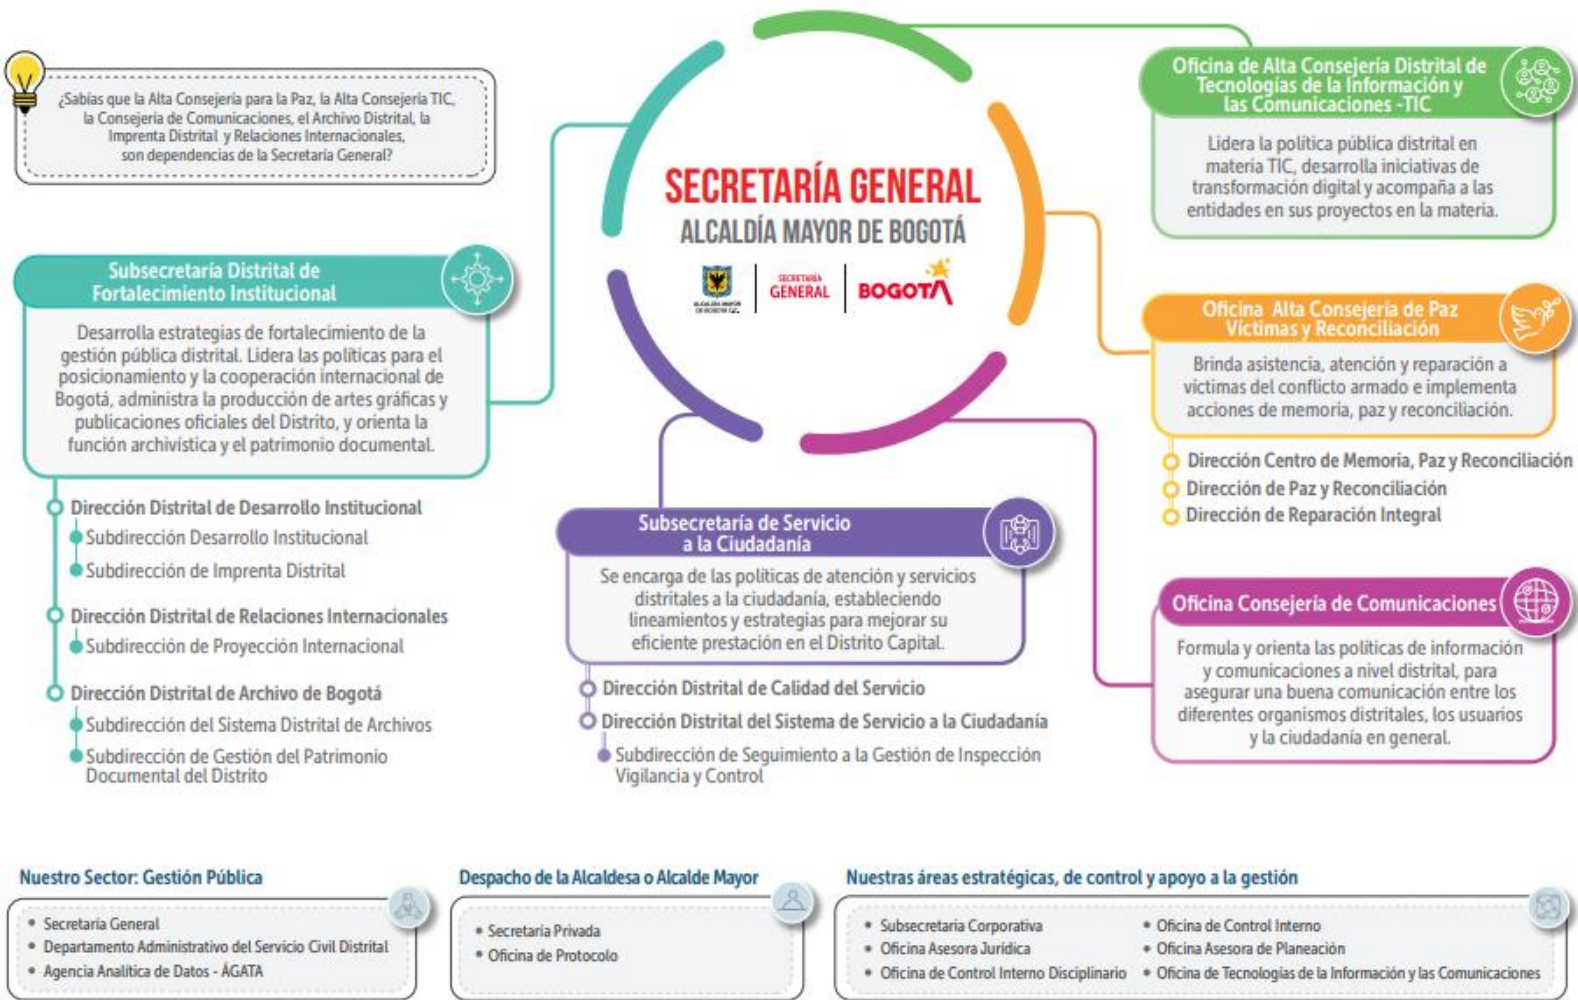 ¿Sabías que la Alta Consejería para la Paz, la Alta Consejería TIC,
la Consejería de Comunicaciones, el Archivo Distrital, la
Imprenta Distrital y Relaciones Internacionales,
son dependencias de la Secretaría General?
SECRETARÍA GENERAL
ALCALDÍA MAYOR DE BOGOTÁ
ALCALDÍA MAYOR
DE BOGOTÁ D.C.
SECRETARÍA
GENERAL
BOGOTÁ
Oficina de Alta Consejería Distrital de
Tecnologías de la Información y
las Comunicaciones -TIC
Lidera la política pública distrital en
materia TIC, desarrolla iniciativas de
transformación digital y acompaña a las
entidades en sus proyectos en la materia.
Subsecretaría Distrital de
Fortalecimiento Institucional
Desarrolla estrategias de fortalecimiento de la
gestión pública distrital. Lidera las políticas para el
posicionamiento y la cooperación internacional de
Bogotá, administra la producción de artes gráficas y
publicaciones oficiales del Distrito, y orienta la
función archivística y el patrimonio documental.
Dirección Distrital de Desarrollo Institucional
Subdirección Desarrollo Institucional
Subdirección de Imprenta Distrital
Dirección Distrital de Relaciones Internacionales
Subdirección de Proyección Internacional
Dirección Distrital de Archivo de Bogotá
Subdirección del Sistema Distrital de Archivos
Subdirección de Gestión del Patrimonio
Documental del Distrito
Oficina Alta Consejería de Paz
Víctimas y Reconciliación
Brinda asistencia, atención y reparación a
víctimas del conflicto armado e implementa
acciones de memoria, paz y reconciliación.
Dirección Centro de Memoria, Paz y Reconciliación
Dirección de Paz y Reconciliación
Dirección de Reparación Integral
Subsecretaría de Servicio
a la Ciudadanía
Se encarga de las políticas de atención y servicios
distritales a la ciudadanía, estableciendo
lineamientos y estrategias para mejorar su
eficiente prestación en el Distrito Capital.
Dirección Distrital de Calidad del Servicio
Dirección Distrital del Sistema de Servicio a la Ciudadanía
Subdirección de Seguimiento a la Gestión de Inspección
Vigilancia y Control
Oficina Consejería de Comunicaciones
Formula y orienta las políticas de información
y comunicaciones a nivel distrital, para
asegurar una buena comunicación entre los
diferentes organismos distritales, los usuarios
y la ciudadanía en general.
Nuestro Sector: Gestión Pública
• Secretaría General
• Departamento Administrativo del Servicio Civil Distrital
• Agencia Analítica de Datos - ÁGATA
Despacho de la Alcaldesa o Alcalde Mayor
• Secretaría Privada
• Oficina de Protocolo
Nuestras áreas estratégicas, de control y apoyo a la gestión
• Subsecretaría Corporativa
• Oficina Asesora Jurídica
• Oficina de Control Interno Disciplinario
• Oficina de Control Interno
• Oficina Asesora de Planeación
• Oficina de Tecnologías de la Información y las Comunicaciones